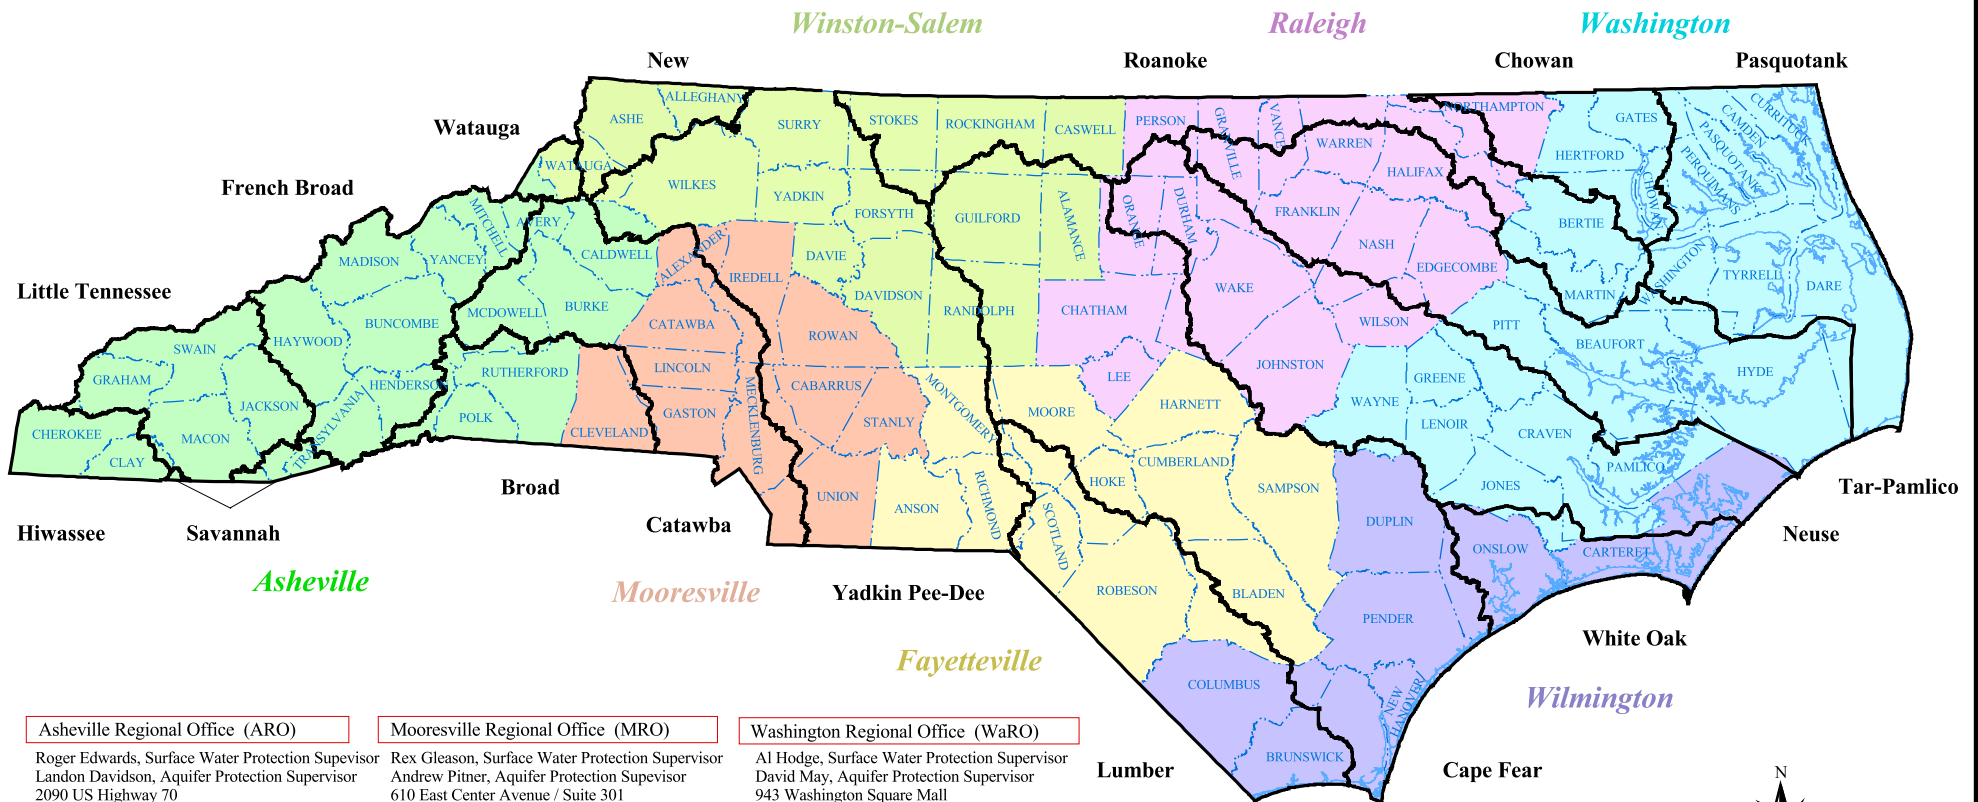 Winston-Salem
Raleigh
Washington
New
Roanoke
Chowan
Pasquotank
Watauga
French Broad
Little Tennessee
ALLEGHANY
ASHE
SURRY
STOKES
ROCKINGHAM
CASWELL
PERSON
GRANVILLE
VANCE
WARREN
NORTHAMPTON
GATES
CURRITUCK
CAMDEN
PASQUOTANK
PERQUIMANS
CHOWAN
HERTFORD
HALIFAX
WATAUGA
WILKES
YADKIN
FORSYTH
GUILFORD
ALAMANCE
ORANGE
DURHAM
FRANKLIN
BERTIE
MITCHELL
AVERY
CALDWELL
ALEXANDER
IREDELL
DAVIE
NASH
EDGECOMBE
WASHINGTON
TYRRELL
DARE
MADISON
YANCEY
DAVIDSON
RANDOLPH
CHATHAM
WAKE
MARTIN
MCDOWELL
BURKE
BUNCOMBE
CATAWBA
ROWAN
WILSON
PITT
BEAUFORT
HAYWOOD
SWAIN
GRAHAM
HENDERSON
RUTHERFORD
LINCOLN
MECKLENBURG
CABARRUS
MONTGOMERY
LEE
JOHNSTON
GREENE
HYDE
JACKSON
TRANSYLVANIA
POLK
CLEVELAND
GASTON
STANLY
MOORE
HARNETT
WAYNE
LENOIR
CRAVEN
CHEROKEE
MACON
CLAY
CUMBERLAND
HOKE
SAMPSON
JONES
PAMLICO
UNION
ANSON
RICHMOND
SCOTLAND
DUPLIN
ONSLOW
CARTERET
ROBESON
BLADEN
PENDER
COLUMBUS
NEW
HANOVER
BRUNSWICK
Broad
Tar-Pamlico
Hiwassee
Savannah
Catawba
Neuse
Asheville
Mooresville
Yadkin Pee-Dee
White Oak
Fayetteville
Wilmington
Lumber
Cape Fear
N
Asheville Regional Office (ARO)
Roger Edwards, Surface Water Protection Supevisor
Landon Davidson, Aquifer Protection Supervisor
2090 US Highway 70
Mooresville Regional Office (MRO)
Rex Gleason, Surface Water Protection Supervisor
Andrew Pitner, Aquifer Protection Supevisor
610 East Center Avenue / Suite 301
Washington Regional Office (WaRO)
Al Hodge, Surface Water Protection Supervisor
David May, Aquifer Protection Supervisor
943 Washington Square Mall